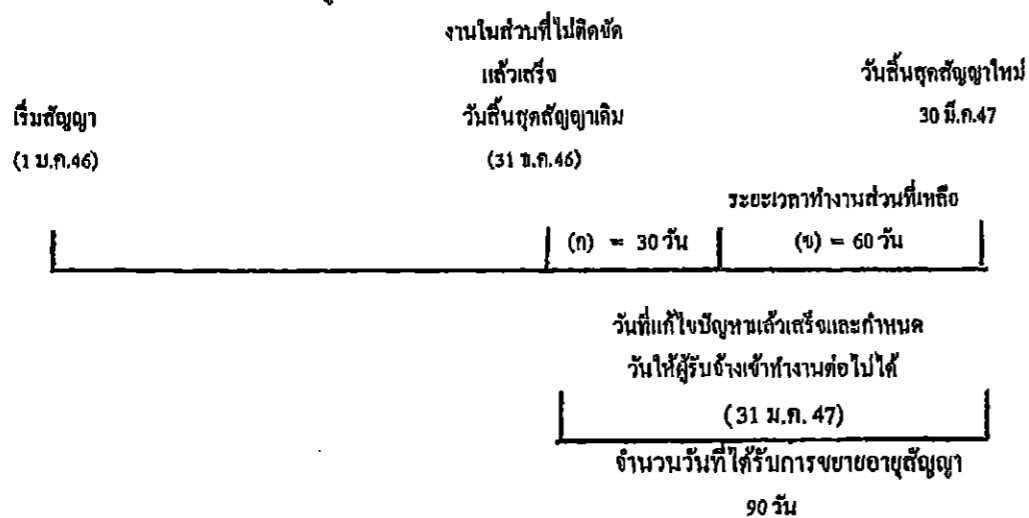 งานในส่วนที่ไม่ติดขัด
แล้วเสร็จ
วันสิ้นสุดสัญญาใหม่
เริ่มสัญญา
วันสิ้นสุดสัญญาเดิม
30 มี.ค.47
(1 ม.ค.46)
(31 ธ.ค.46)
ระยะเวลาทำงานส่วนที่เหลือ
(ก) = 30 วัน
(ข) = 60 วัน
วันที่แก้ไขปัญหาแล้วเสร็จและกำหนด
วันให้ผู้รับจ้างเข้าทำงานต่อไปได้
(31 ม.ค. 47)
จำนวนวันที่ได้รับการขยายอายุสัญญา
90 วัน